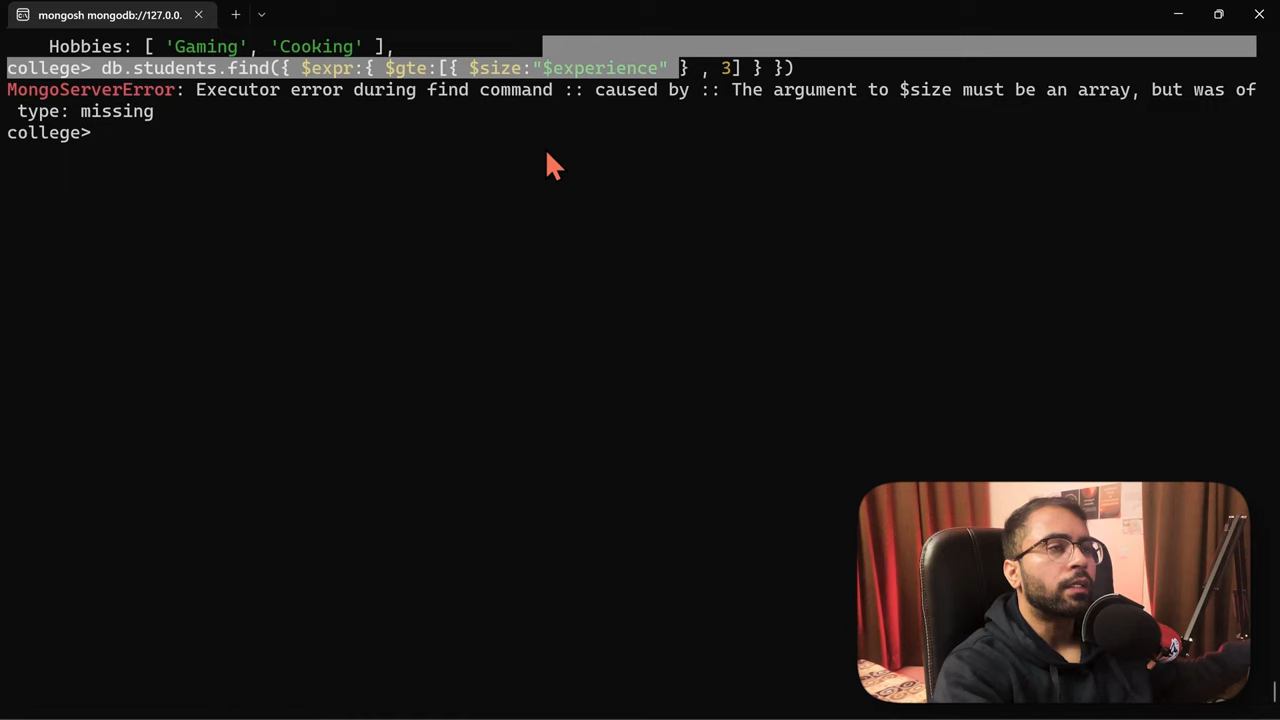 mongosh mongodb://127.0.0.
Hobbies: [ 'Gaming', 'Cooking' ],
college> db.students.find({ $expr:{ $gte:[{ $size:"$experience" } , 3] } })
MongoServerError: Executor error during find command :: caused by :: The argument to $size must be an array, but was of
type: missing
college>